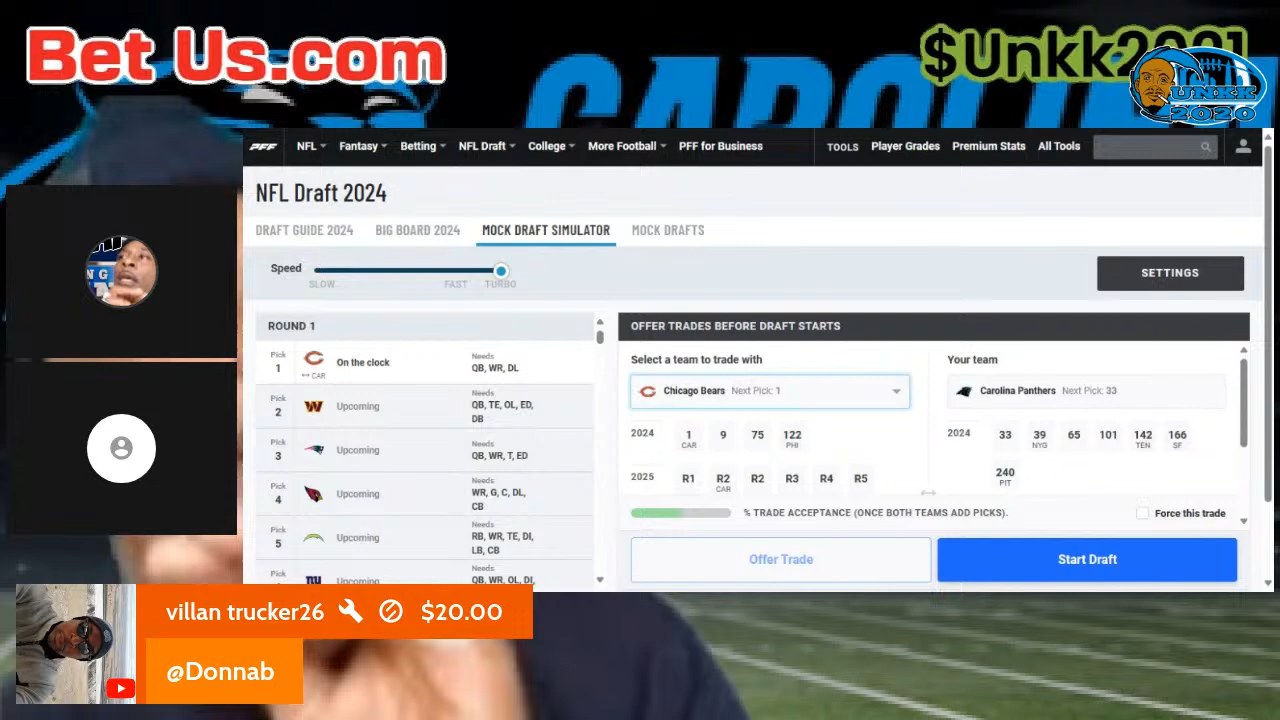 Bet Us.com
$Unkk2021
UNKK
2020
CAROLIN
PFF
NFL
Fantasy
Betting
NFL Draft
College
More Football
PFF for Business
TOOLS
Player Grades
Premium Stats
All Tools
NFL Draft 2024
DRAFT GUIDE 2024
BIG BOARD 2024
MOCK DRAFT SIMULATOR
MOCK DRAFTS
Speed
SLOW
FAST
TURBO
SETTINGS
ROUND 1
Pick
1
CAR
On the clock
Needs
QB, WR, DL
Pick
2
Upcoming
Needs
QB, TE, OL, ED,
DB
Pick
3
Upcoming
Needs
QB, WR, T, ED
Pick
4
Upcoming
Needs
WR, G, C, DL,
CB
Pick
5
Upcoming
Needs
RB, WR, TE, DI,
LB, CB
Pick
ny
Upcoming
Needs
QB, WR, OL, DI,
OFFER TRADES BEFORE DRAFT STARTS
Select a team to trade with
Chicago Bears Next Pick: 1
2024
1
CAR
9
75
122
PHI
2025
R1
R2
CAR
R2
R3
R4
R5
Your team
Carolina Panthers Next Pick: 33
2024
33
39
NYG
65
101
142
TEN
166
SF
240
PIT
% TRADE ACCEPTANCE (ONCE BOTH TEAMS ADD PICKS).
Force this trade
Offer Trade
Start Draft
villan trucker26 $20.00
@Donnab